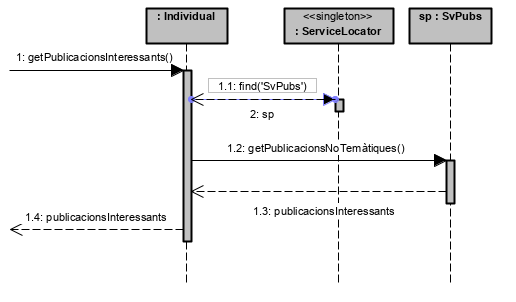 : Individual
<<singleton>>
: ServiceLocator
sp : SvPubs
1: getPublicacionsInteressants()
1.1: find('SvPubs')
2: sp
1.2: getPublicacionsNoTemàtiques()
1.3: publicacionsInteressants
1.4: publicacionsInteressants